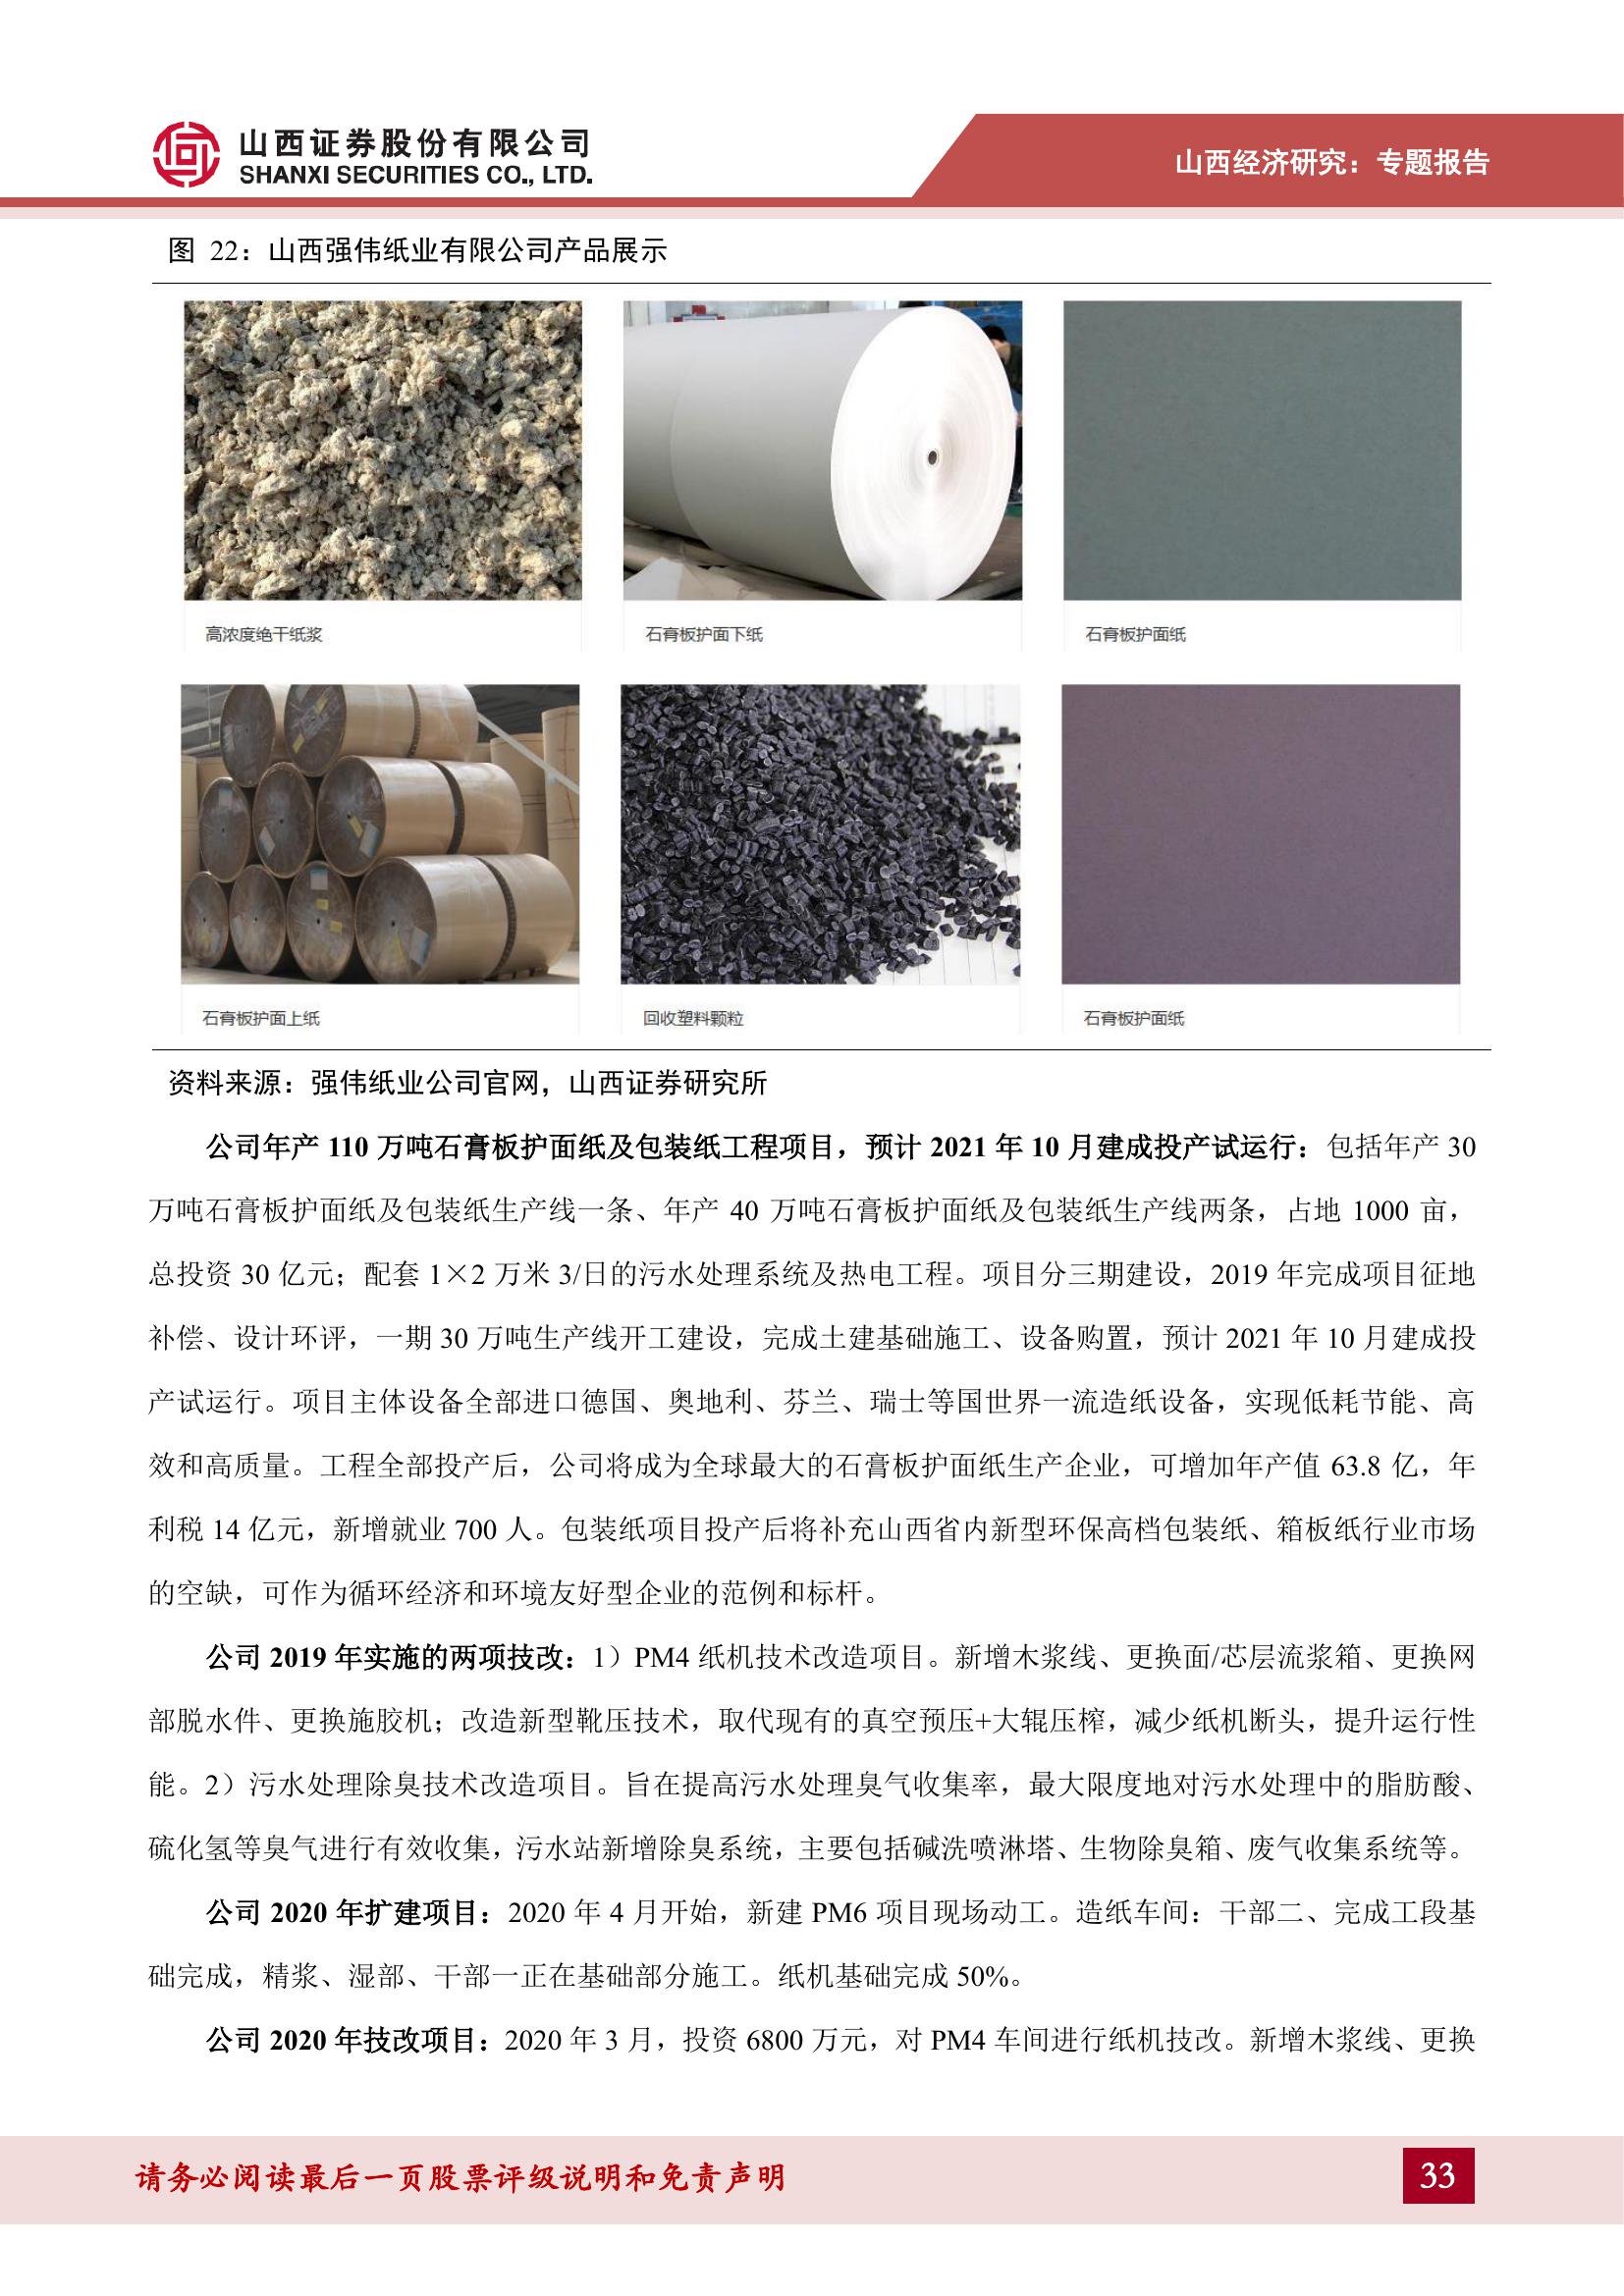 山西证券股份有限公司
SHANXI SECURITIES CO., LTD.
山西经济研究：专题报告
图 22：山西强伟纸业有限公司产品展示
高浓度绝干纸浆
石膏板护面下纸
石膏板护面纸
石膏板护面上纸
回收塑料颗粒
石膏板护面纸
资料来源：强伟纸业公司官网，山西证券研究所
公司年产 110 万吨石膏板护面纸及包装纸工程项目，预计 2021 年 10 月建成投产试运行：包括年产 30
万吨石膏板护面纸及包装纸生产线一条、年产 40 万吨石膏板护面纸及包装纸生产线两条，占地 1000 亩，
总投资 30 亿元；配套 1×2 万米 3/日的污水处理系统及热电工程。项目分三期建设，2019 年完成项目征地
补偿、设计环评，一期 30 万吨生产线开工建设，完成土建基础施工、设备购置，预计 2021 年 10 月建成投
产试运行。项目主体设备全部进口德国、奥地利、芬兰、瑞士等国世界一流造纸设备，实现低耗节能、高
效和高质量。工程全部投产后，公司将成为全球最大的石膏板护面纸生产企业，可增加年产值 63.8 亿，年
利税 14 亿元，新增就业 700 人。包装纸项目投产后将补充山西省内新型环保高档包装纸、箱板纸行业市场
的空缺，可作为循环经济和环境友好型企业的范例和标杆。
公司 2019 年实施的两项技改：1）PM4 纸机技术改造项目。新增木浆线、更换面/芯层流浆箱、更换网
部脱水件、更换施胶机；改造新型靴压技术，取代现有的真空预压+大辊压榨，减少纸机断头，提升运行性
能。2）污水处理除臭技术改造项目。旨在提高污水处理臭气收集率，最大限度地对污水处理中的脂肪酸、
硫化氢等臭气进行有效收集，污水站新增除臭系统，主要包括碱洗喷淋塔、生物除臭箱、废气收集系统等。
公司 2020 年扩建项目：2020 年 4 月开始，新建 PM6 项目现场动工。造纸车间：干部二、完成工段基
础完成，精浆、湿部、干部一正在基础部分施工。纸机基础完成 50%。
公司 2020 年技改项目：2020 年 3 月，投资 6800 万元，对 PM4 车间进行纸机技改。新增木浆线、更换
请务必阅读最后一页股票评级说明和免责声明
33